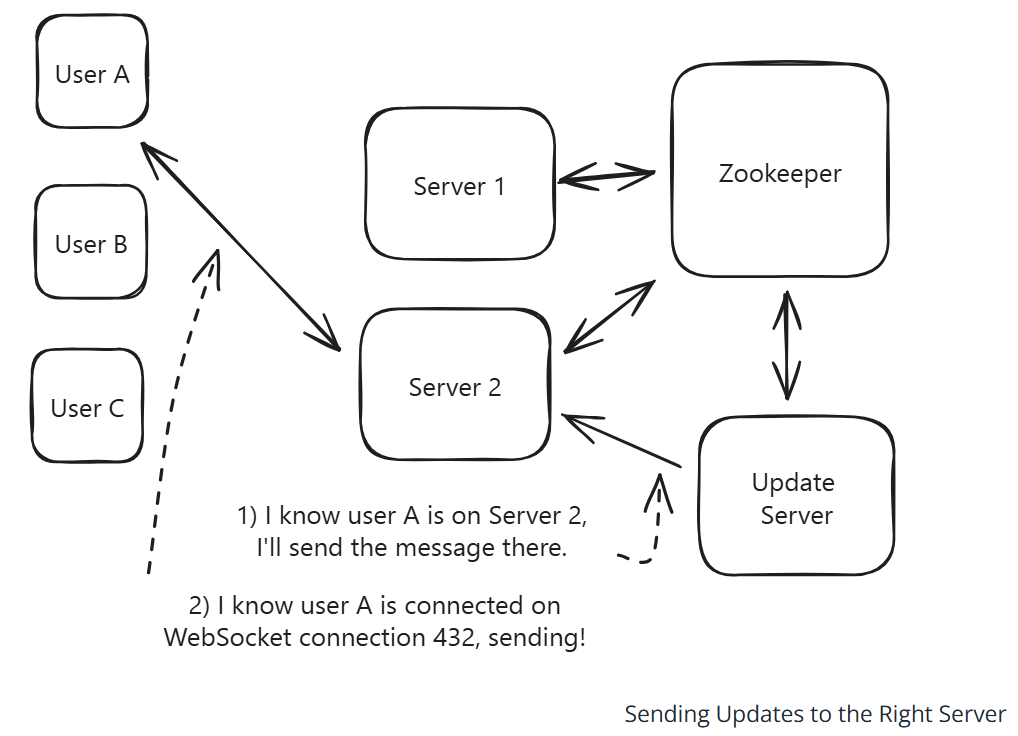 User A
User B
User C
Server 1
Server 2
Zookeeper
Update
Server
1) I know user A is on Server 2,
I'll send the message there.
2) I know user A is connected on
WebSocket connection 432, sending!
Sending Updates to the Right Server